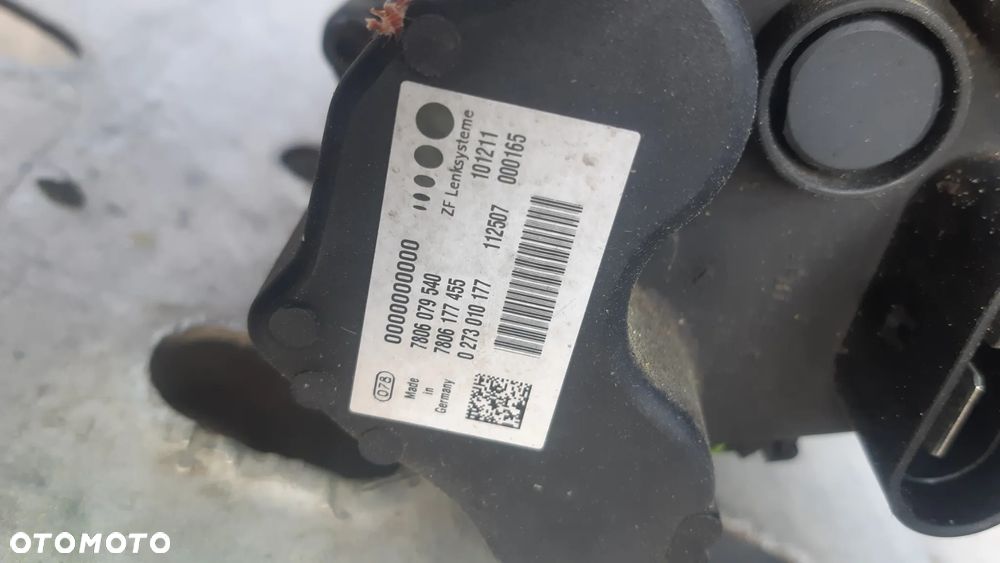 ZF Lenksysteme
0000000000 101211
7806 079 540 000165
7806 177 455
0 273 010 177 112507
078
Made
in
Germany
OTOMOTO